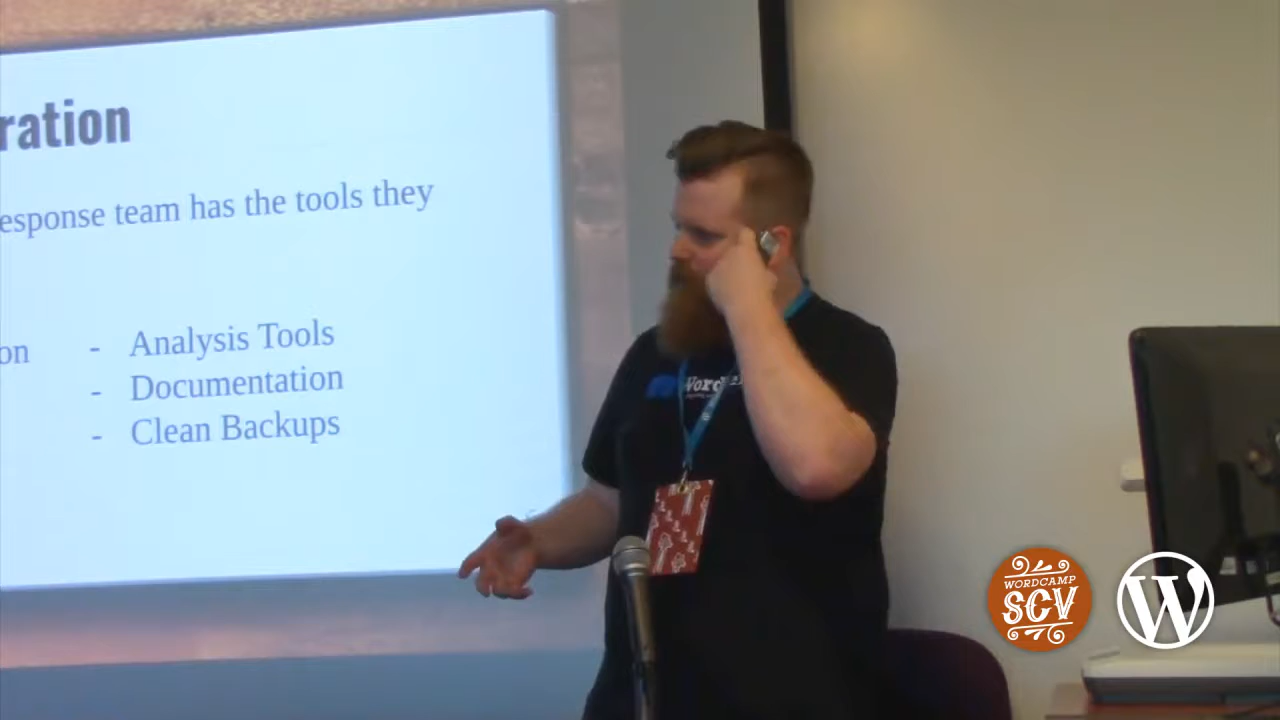 ration
esponse team has the tools they
on - Analysis Tools
- Documentation
- Clean Backups
WORDCAMP
SCV
W